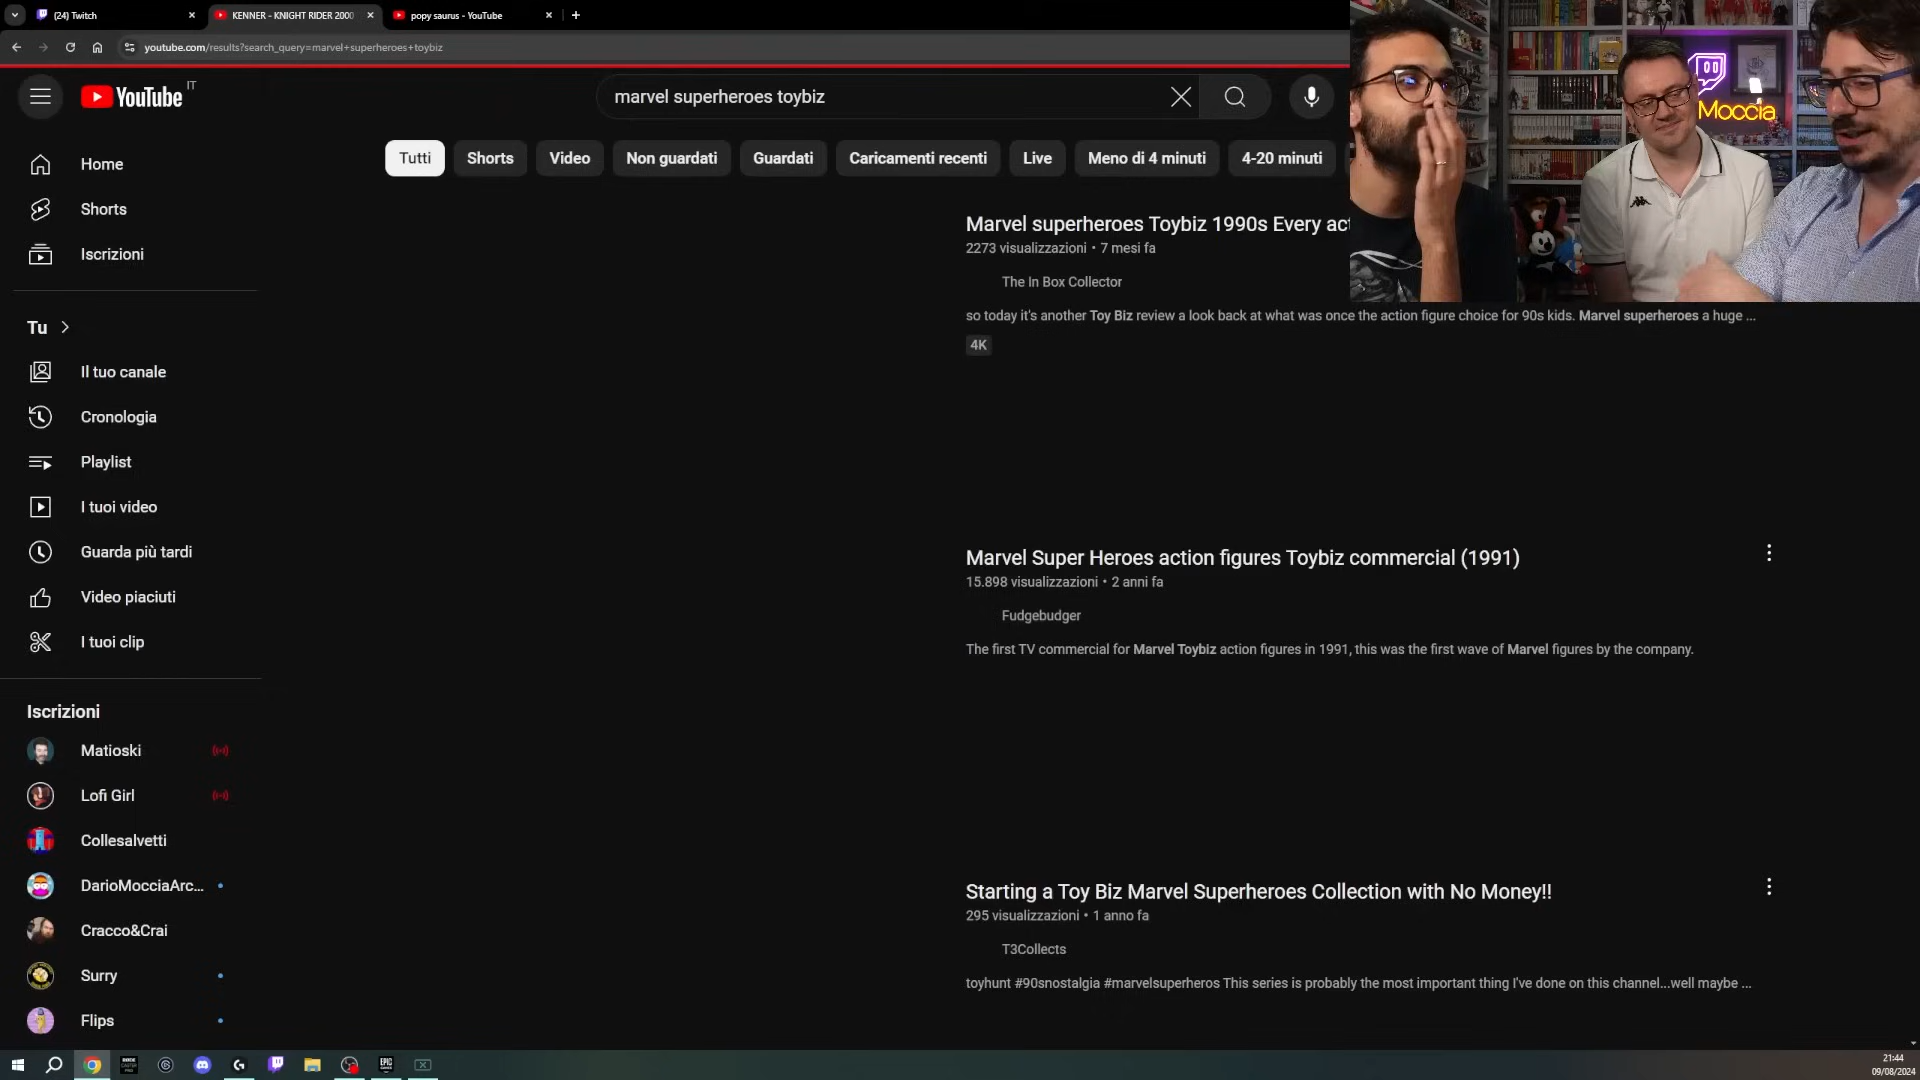 (24) Twitch
KENNER - KNIGHT RIDER 2000
popy saurus - YouTube
youtube.com/results?search_query=marvel+superheroes+toybiz
YouTube IT
marvel superheroes toybiz
Tutti
Shorts
Video
Non guardati
Guardati
Caricamenti recenti
Live
Meno di 4 minuti
4-20 minuti
Moccia
Home
Shorts
Iscrizioni
Tu
Il tuo canale
Cronologia
Playlist
I tuoi video
Guarda più tardi
Video piaciuti
I tuoi clip
Iscrizioni
Matioski
Lofi Girl
Collesalvetti
DarioMocciaArc...
Cracco&Crai
Surry
Flips
Marvel superheroes Toybiz 1990s Every act
2273 visualizzazioni • 7 mesi fa
The In Box Collector
so today it's another Toy Biz review a look back at what was once the action figure choice for 90s kids. Marvel superheroes a huge ...
4K
Marvel Super Heroes action figures Toybiz commercial (1991)
15.898 visualizzazioni • 2 anni fa
Fudgebudger
The first TV commercial for Marvel Toybiz action figures in 1991, this was the first wave of Marvel figures by the company.
Starting a Toy Biz Marvel Superheroes Collection with No Money!!
295 visualizzazioni • 1 anno fa
T3Collects
toyhunt #90snostalgia #marvelsuperheros This series is probably the most important thing I've done on this channel...well maybe ...
21:44
09/08/2024